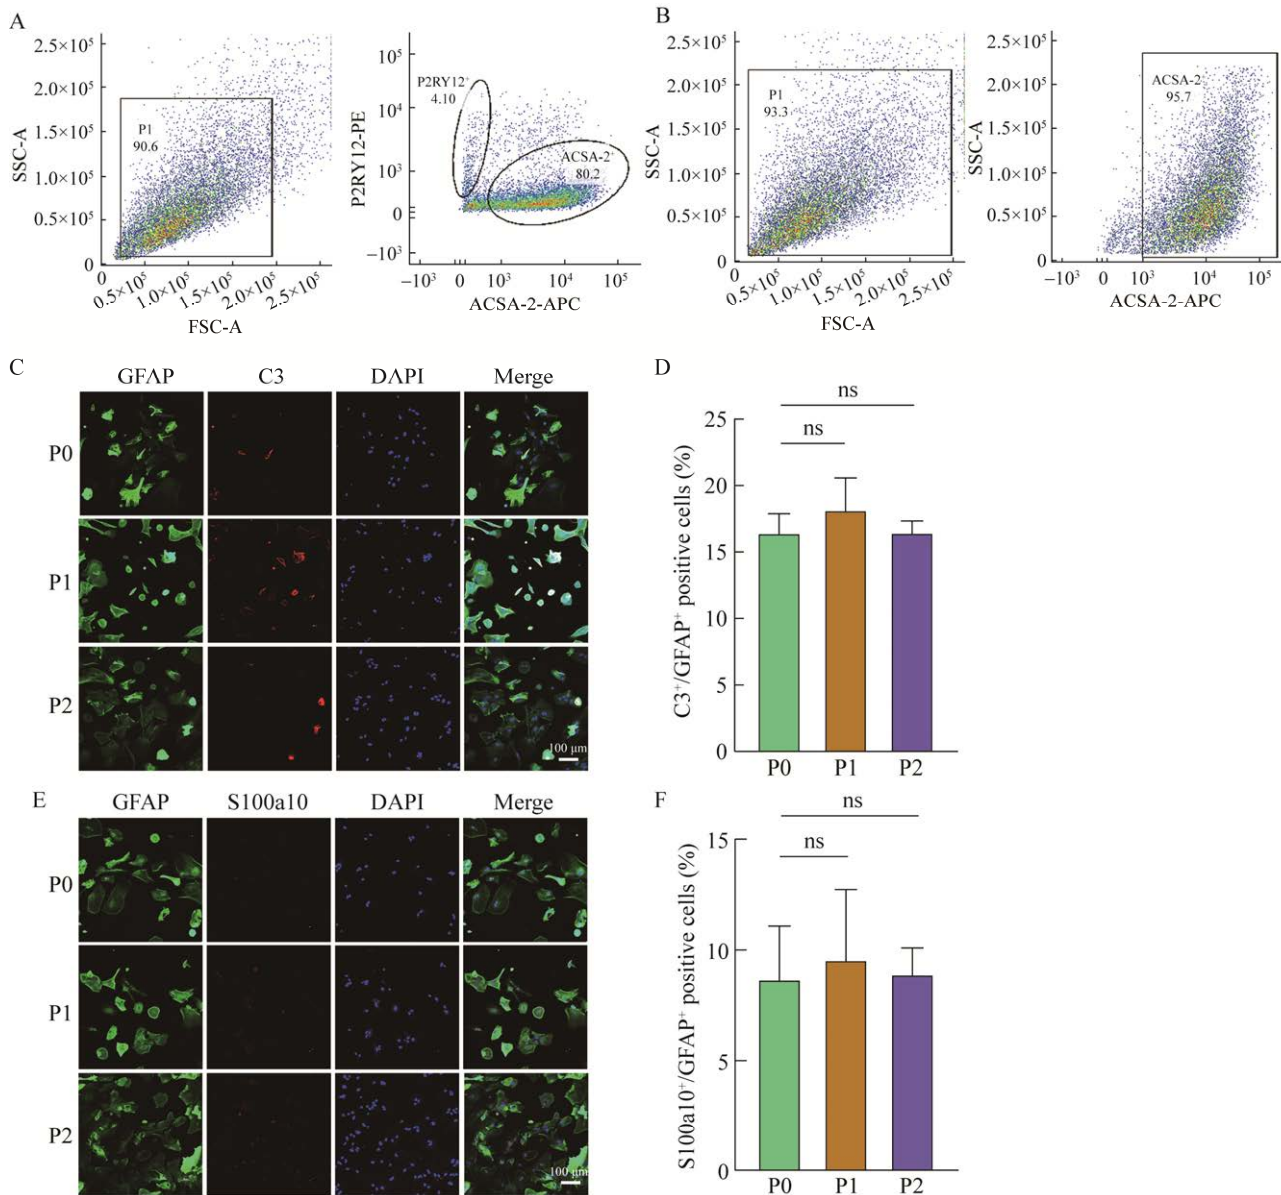 A
2.5×10⁵
2.0×10⁵
1.5×10⁵
1.0×10⁵
0.5×10⁵
0
SSC-A
P1
90.6
0
0.5×10⁵
1.0×10⁵
1.5×10⁵
2.0×10⁵
2.5×10⁵
FSC-A
10⁵
10⁴
10³
0
−10³
P2RY12-PE
P2RY12⁺
4.10
ACSA-2⁺
80.2
−10³
0
10³
10⁴
10⁵
ACSA-2-APC
B
2.5×10⁵
2.0×10⁵
1.5×10⁵
1.0×10⁵
0.5×10⁵
0
SSC-A
P1
93.3
0
0.5×10⁵
1.0×10⁵
1.5×10⁵
2.0×10⁵
2.5×10⁵
FSC-A
2.5×10⁵
2.0×10⁵
1.5×10⁵
1.0×10⁵
0.5×10⁵
0
SSC-A
ACSA-2
95.7
−10³
0
10³
10⁴
10⁵
ACSA-2-APC
C
GFAP C3 DAPI Merge
P0
P1
P2
100 μm
D
ns
ns
25
20
15
10
5
0
C3⁺/GFAP⁺ positive cells (%)
P0 P1 P2
E
GFAP S100a10 DAPI Merge
P0
P1
P2
100 μm
F
ns
ns
15
10
5
0
S100a10⁺/GFAP⁺ positive cells (%)
P0 P1 P2